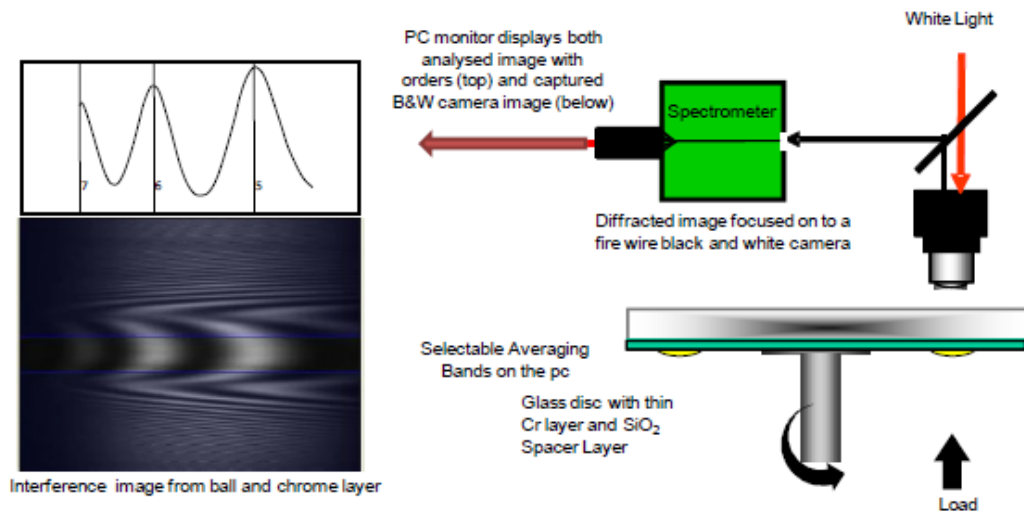 White Light
PC monitor displays both
analysed image with
orders (top) and captured
B&W camera image (below)
Spectrometer
7 6 5
Diffracted image focused on to a
fire wire black and white camera
Selectable Averaging
Bands on the pc
Glass disc with thin
Cr layer and SiO₂
Spacer Layer
Interference image from ball and chrome layer
Load